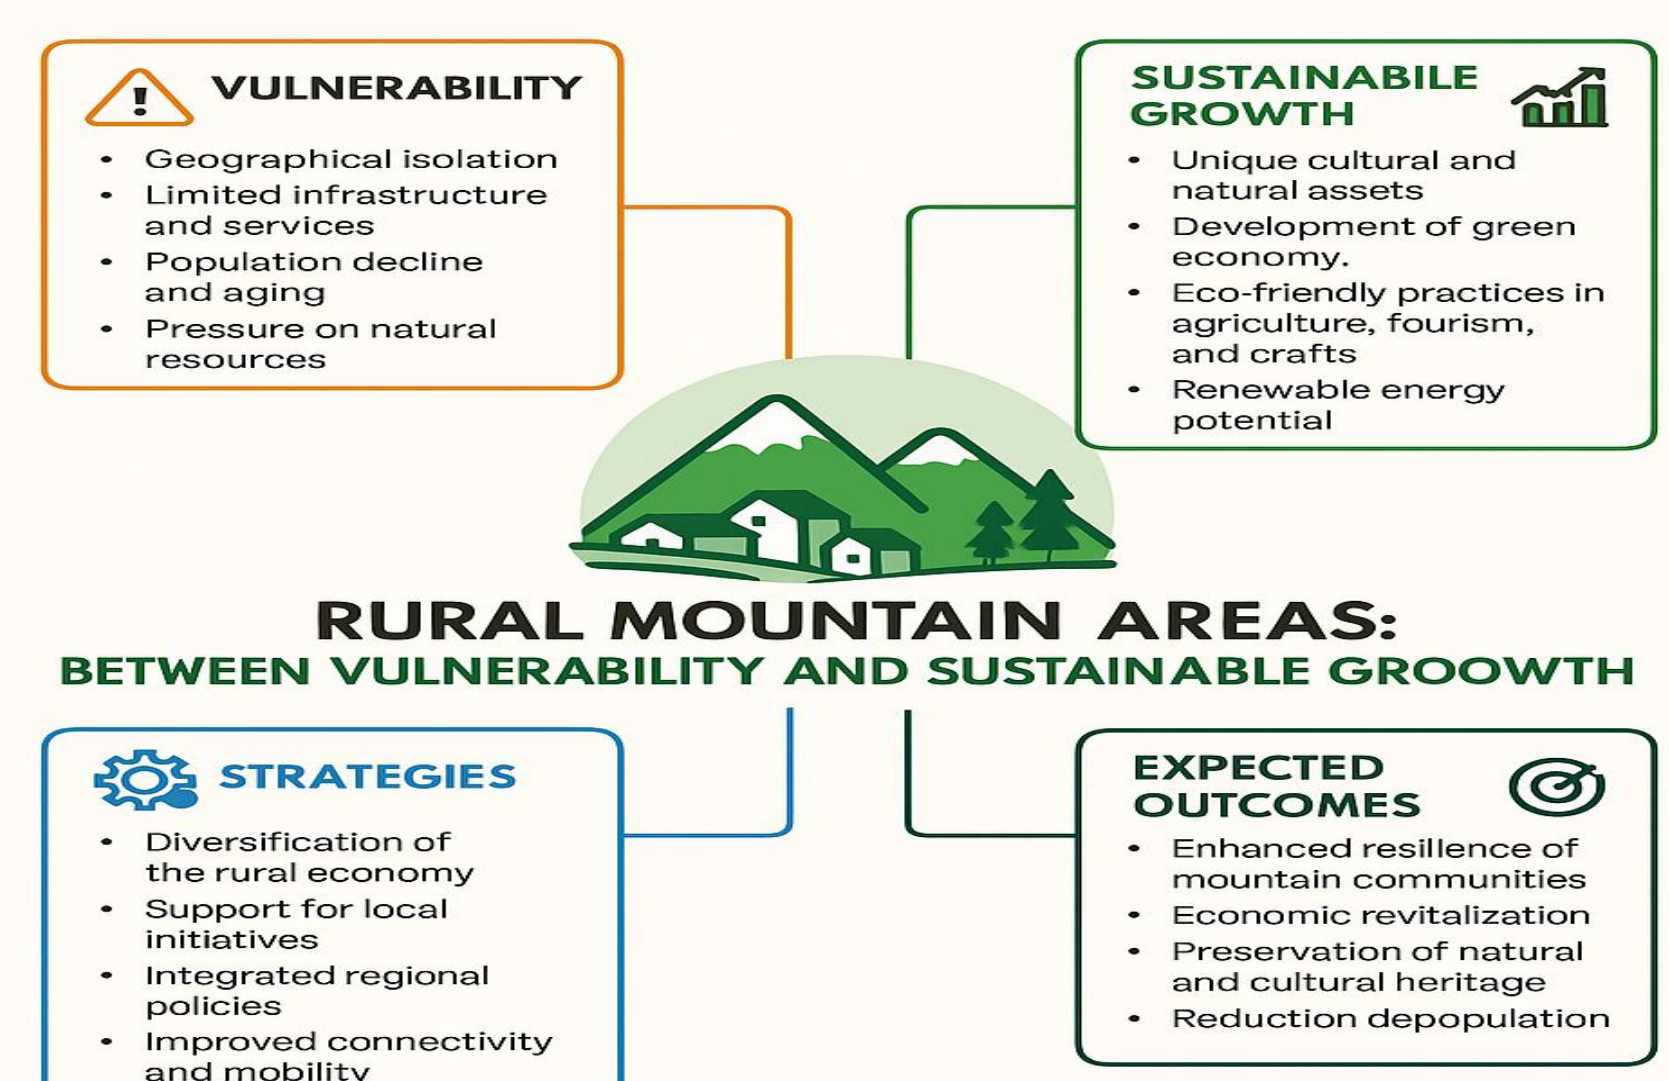 VULNERABILITY
• Geographical isolation
• Limited infrastructure
and services
• Population decline
and aging
• Pressure on natural
resources
SUSTAINABILE
GROWTH
• Unique cultural and
natural assets
• Development of green
economy.
• Eco-friendly practices in
agriculture, fourism,
and crafts
• Renewable energy
potential
RURAL MOUNTAIN AREAS:
BETWEEN VULNERABILITY AND SUSTAINABLE GROOWTH
STRATEGIES
• Diversification of
the rural economy
• Support for local
initiatives
• Integrated regional
policies
• Improved connectivity
and mobility
EXPECTED
OUTCOMES
• Enhanced resillence of
mountain communities
• Economic revitalization
• Preservation of natural
and cultural heritage
• Reduction depopulation